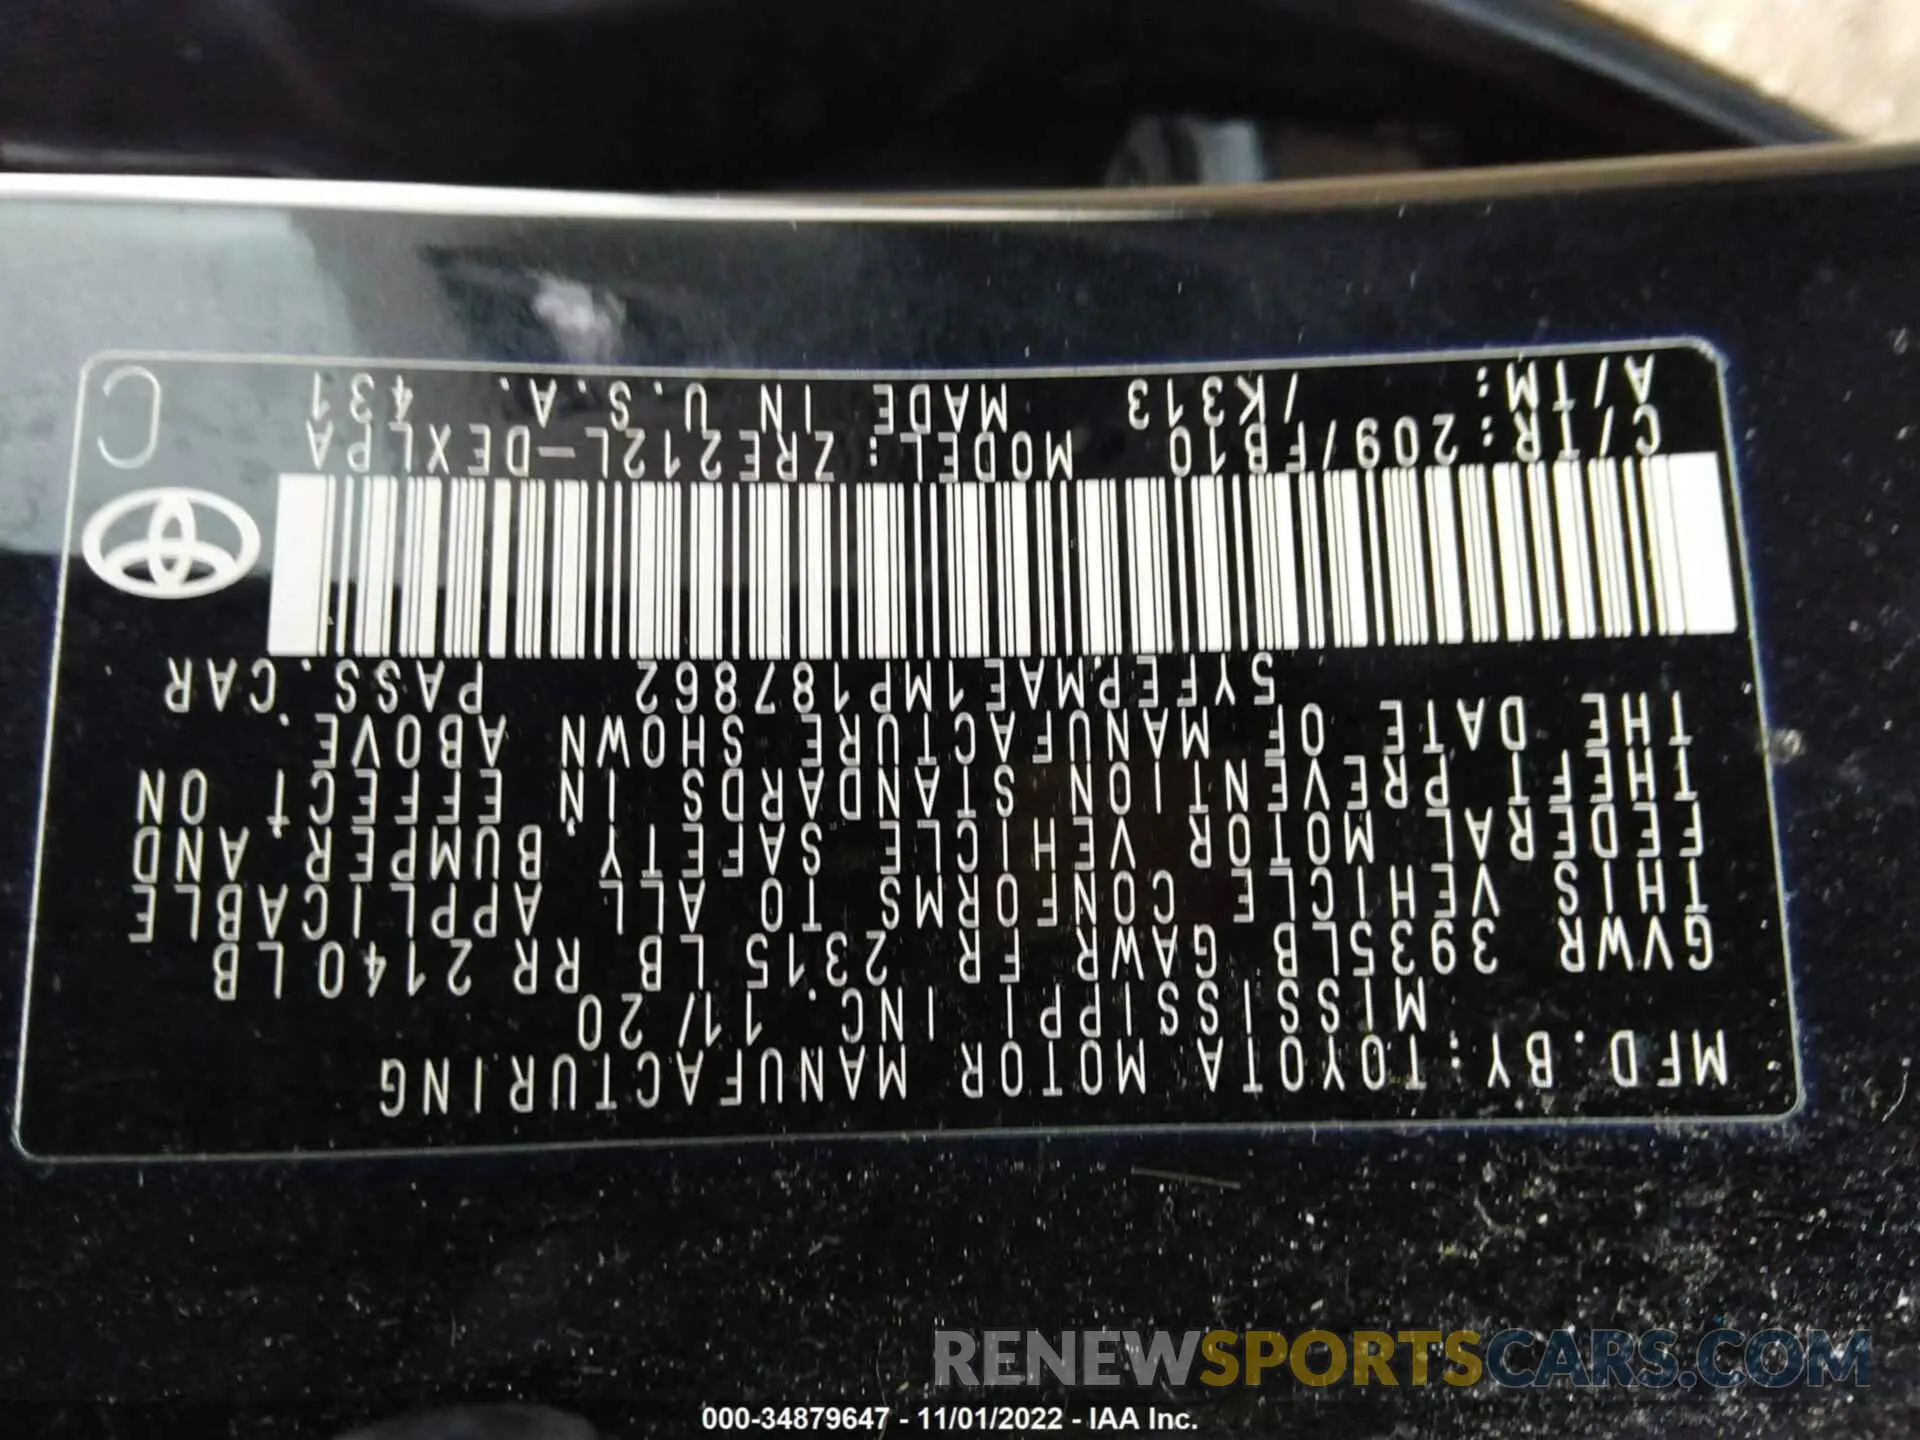 MFD.BY:TOYOTA MOTOR MANUFACTURING
MISSISSIPPI INC. 11/20
GVWR 3935LB GAWR FR 2315LB RR 2140LB
THIS VEHICLE CONFORMS TO ALL APPLICABLE
FEDERAL MOTOR VEHICLE SAFETY, BUMPER, AND
THEFT PREVENTION STANDARDS IN EFFECT ON
THE DATE OF MANUFACTURE SHOWN ABOVE.
5YFEPMAE1MP187862 PASS.CAR
C/TR:209/FB10 MODEL:ZRE212L-DEXLPA
A/TM: /K313 MADE IN U.S.A. 431
C
RENEWSPORTSCARS.COM
000-34879647 - 11/01/2022 - IAA Inc.